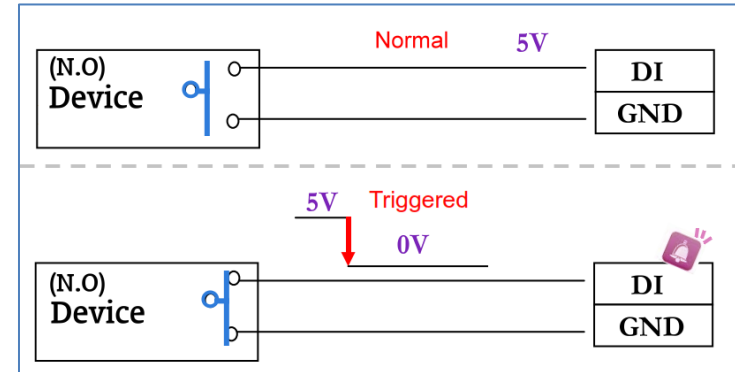 Normal 5V
(N.O)
Device
DI
GND
5V Triggered
0V
(N.O)
Device
DI
GND